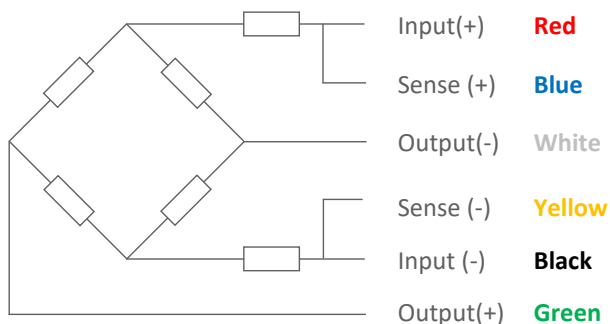 Input(+) Red
Sense (+) Blue
Output(-) White
Sense (-) Yellow
Input (-) Black
Output(+) Green